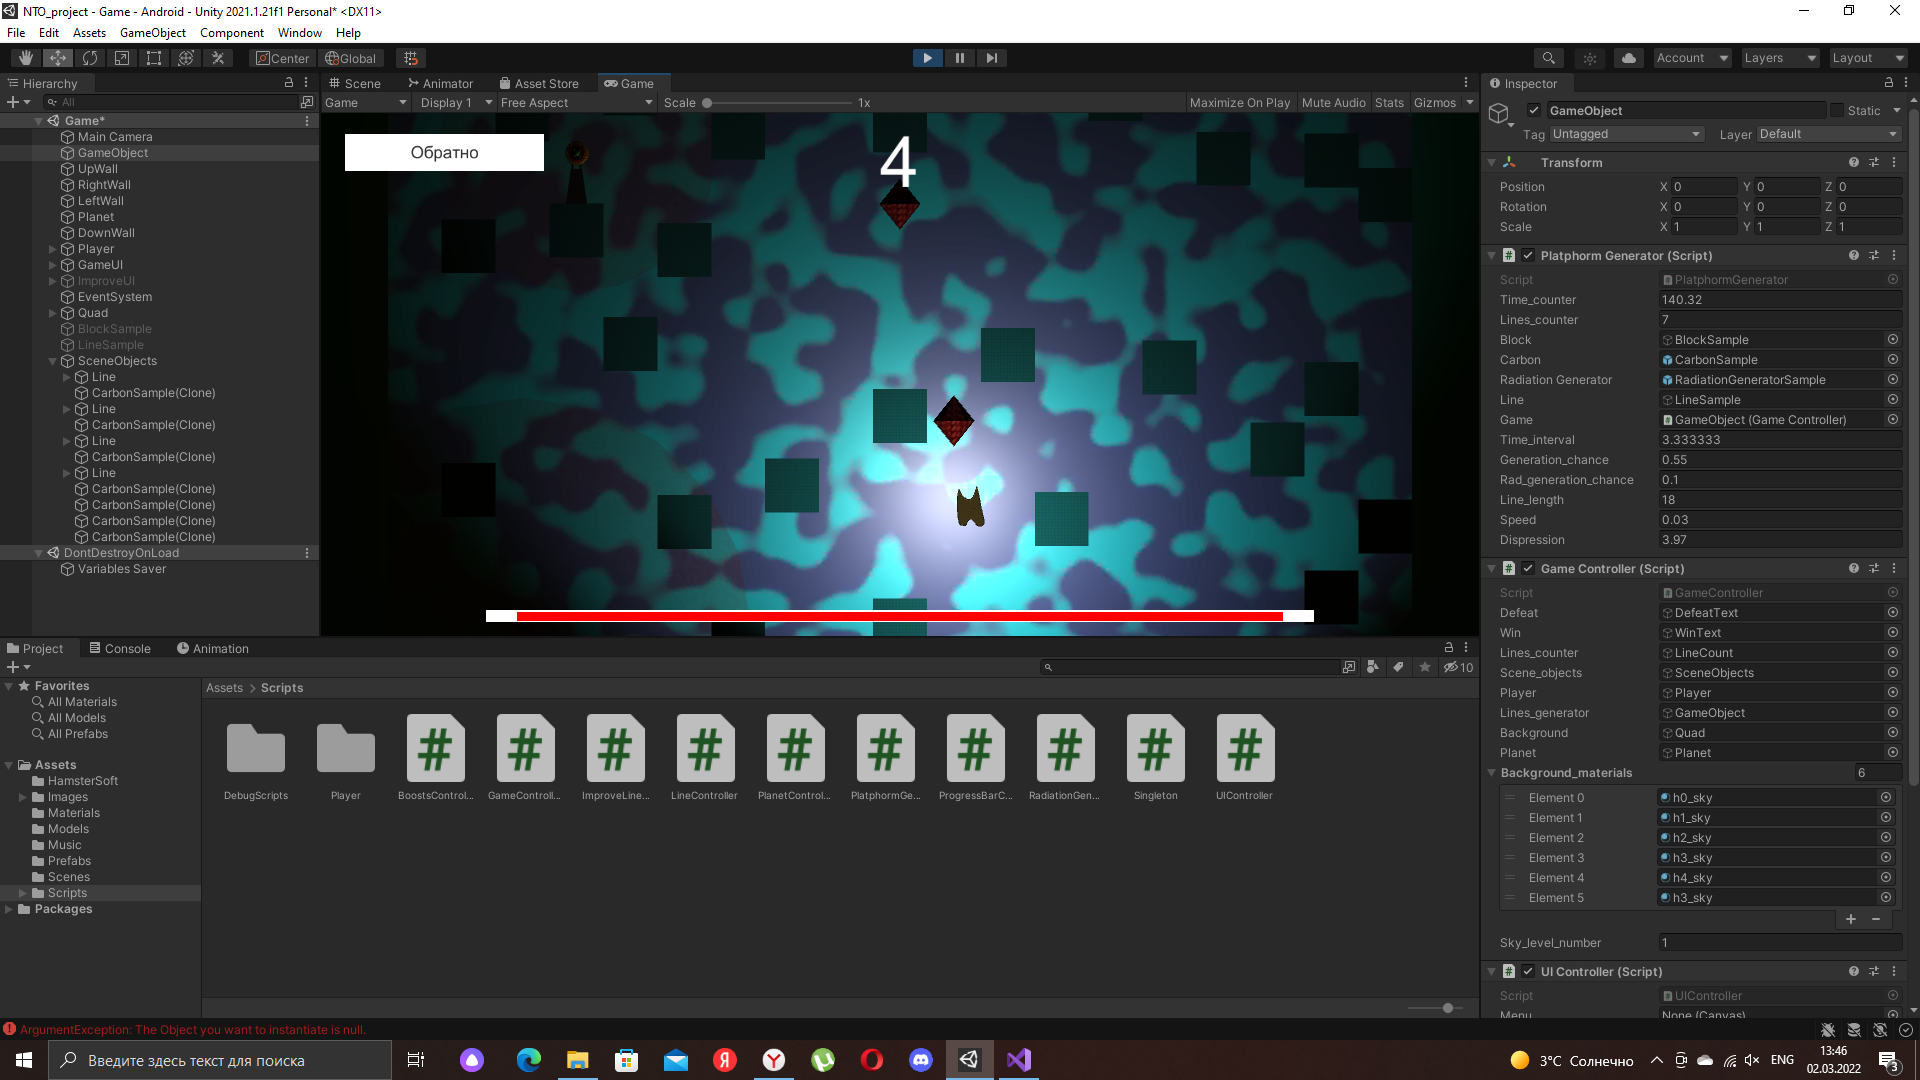 NTO_project - Game - Android - Unity 2021.1.21f1 Personal* <DX11>
File Edit Assets GameObject Component Window Help
Center Global
Account Layers Layout
Hierarchy
All
Game*
Main Camera
GameObject
UpWall
RightWall
LeftWall
Planet
DownWall
Player
GameUI
ImproveUI
EventSystem
Quad
BlockSample
LineSample
SceneObjects
Line
CarbonSample(Clone)
Line
CarbonSample(Clone)
Line
CarbonSample(Clone)
Line
CarbonSample(Clone)
CarbonSample(Clone)
CarbonSample(Clone)
CarbonSample(Clone)
DontDestroyOnLoad
Variables Saver
Scene Animator Asset Store Game
Game Display 1 Free Aspect Scale 1x Maximize On Play Mute Audio Stats Gizmos
Обратно
4
Inspector
GameObject Static
Tag Untagged Layer Default
Transform
Position X 0 Y 0 Z 0
Rotation X 0 Y 0 Z 0
Scale X 1 Y 1 Z 1
Platphorm Generator (Script)
Script PlatphormGenerator
Time_counter 140.32
Lines_counter 7
Block BlockSample
Carbon CarbonSample
Radiation Generator RadiationGeneratorSample
Line LineSample
Game GameObject (Game Controller)
Time_interval 3.333333
Generation_chance 0.55
Rad_generation_chance 0.1
Line_length 18
Speed 0.03
Dispression 3.97
Game Controller (Script)
Script GameController
Defeat DefeatText
Win WinText
Lines_counter LineCount
Scene_objects SceneObjects
Player Player
Lines_generator GameObject
Background Quad
Planet Planet
Background_materials 6
Element 0 h0_sky
Element 1 h1_sky
Element 2 h2_sky
Element 3 h3_sky
Element 4 h4_sky
Element 5 h3_sky
Sky_level_number 1
UI Controller (Script)
Script UIController
Menu None (Canvas)
Project Console Animation
10
Favorites
All Materials
All Models
All Prefabs
Assets
HamsterSoft
Images
Materials
Models
Music
Prefabs
Scenes
Scripts
Packages
Assets > Scripts
DebugScripts Player BoostsControl... GameControll... ImproveLine... LineController PlanetControl... PlatphormGe... ProgressBarC... RadiationGen... Singleton UIController
ArgumentException: The Object you want to instantiate is null.
Введите здесь текст для поиска
3°C Солнечно ENG 13:46
02.03.2022
3